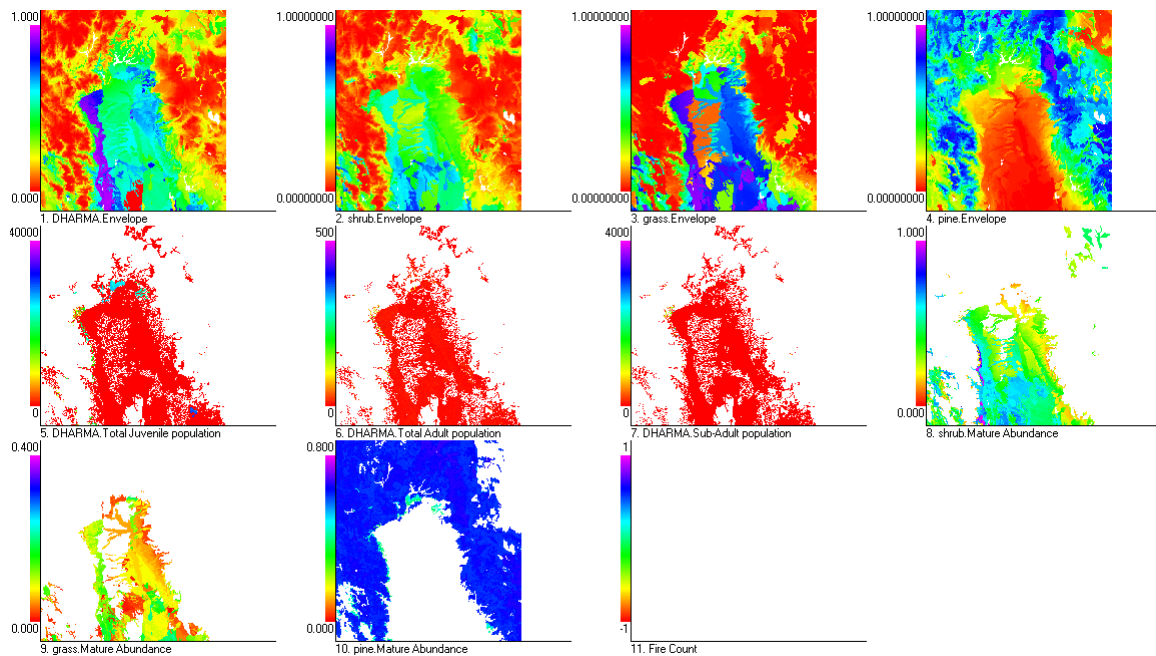 1.000 1.00000000 1.00000000 1.00000000
0.000 0.00000000 0.00000000 0.00000000
1. DHARMA.Envelope 2. shrub.Envelope 3. grass.Envelope 4. pine.Envelope
40000 500 4000 1.000
0 0 0 0.000
5. DHARMA.Total Juvenile population 6. DHARMA.Total Adult population 7. DHARMA.Sub-Adult population 8. shrub.Mature Abundance
0.400 0.800 1
0.000 0.000 -1
9. grass.Mature Abundance 10. pine.Mature Abundance 11. Fire Count